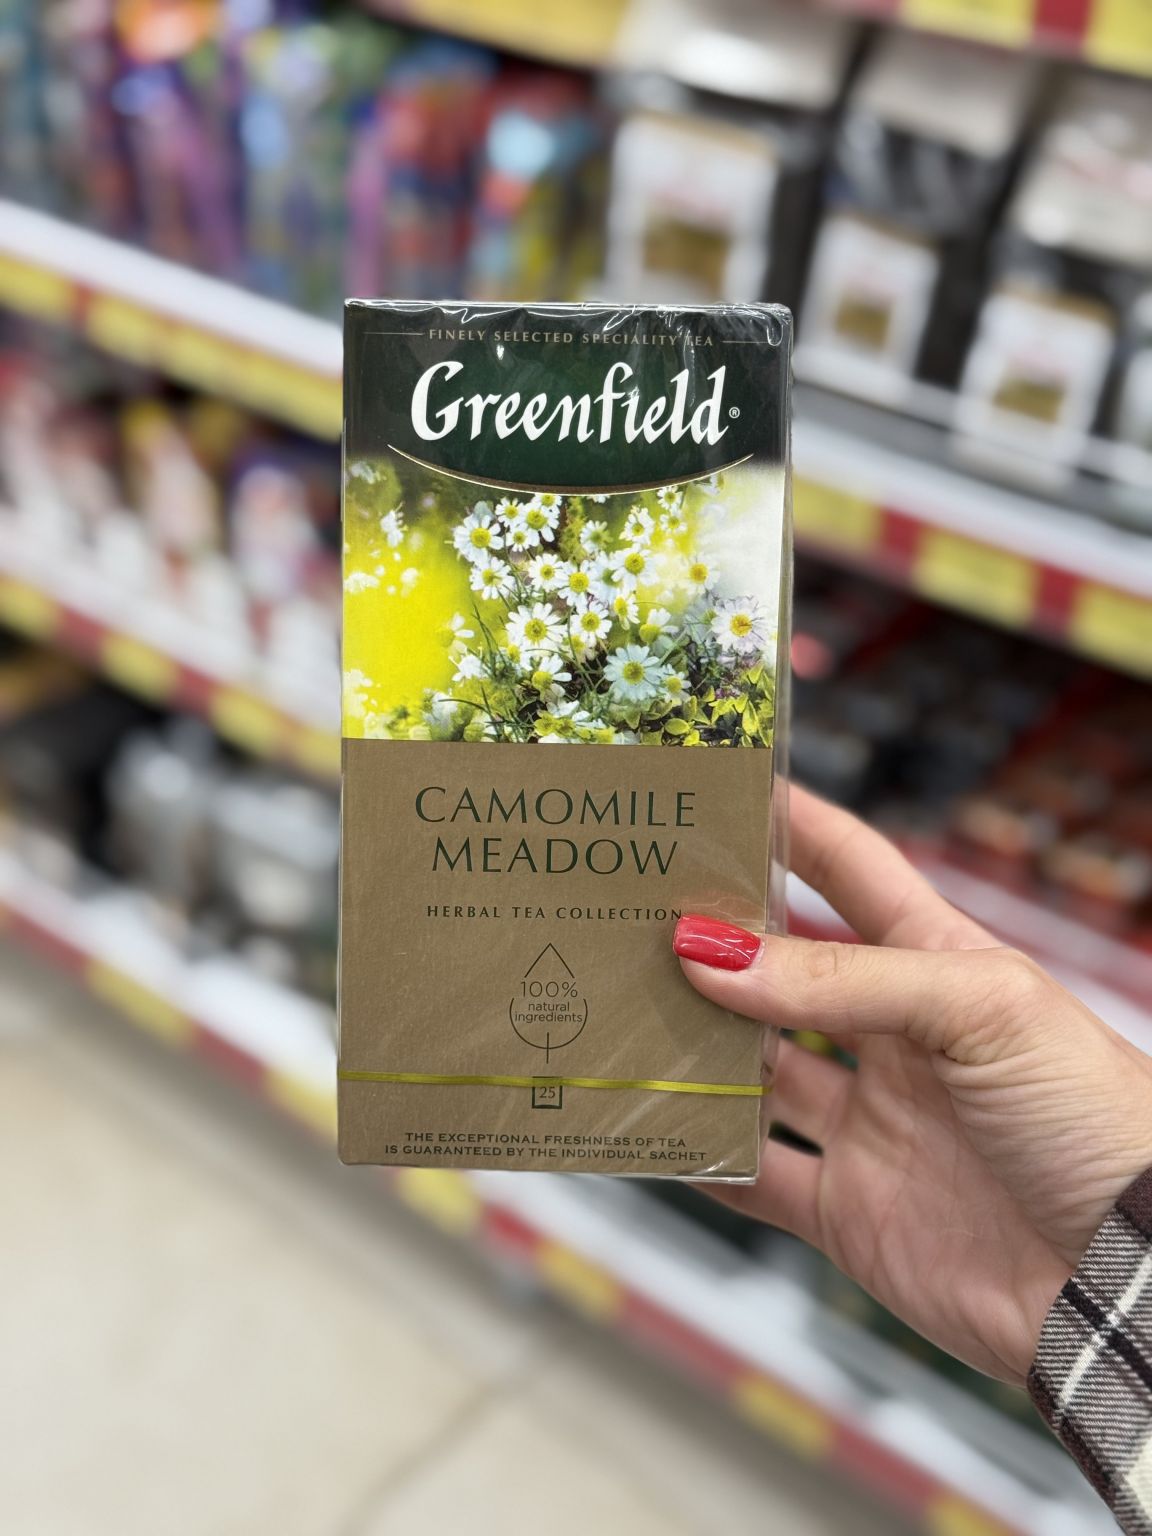 FINELY SELECTED SPECIALITY TEA
Greenfield®
CAMOMILE
MEADOW
HERBAL TEA COLLECTION
100%
natural
ingredients
25
THE EXCEPTIONAL FRESHNESS OF TEA
IS GUARANTEED BY THE INDIVIDUAL SACHET